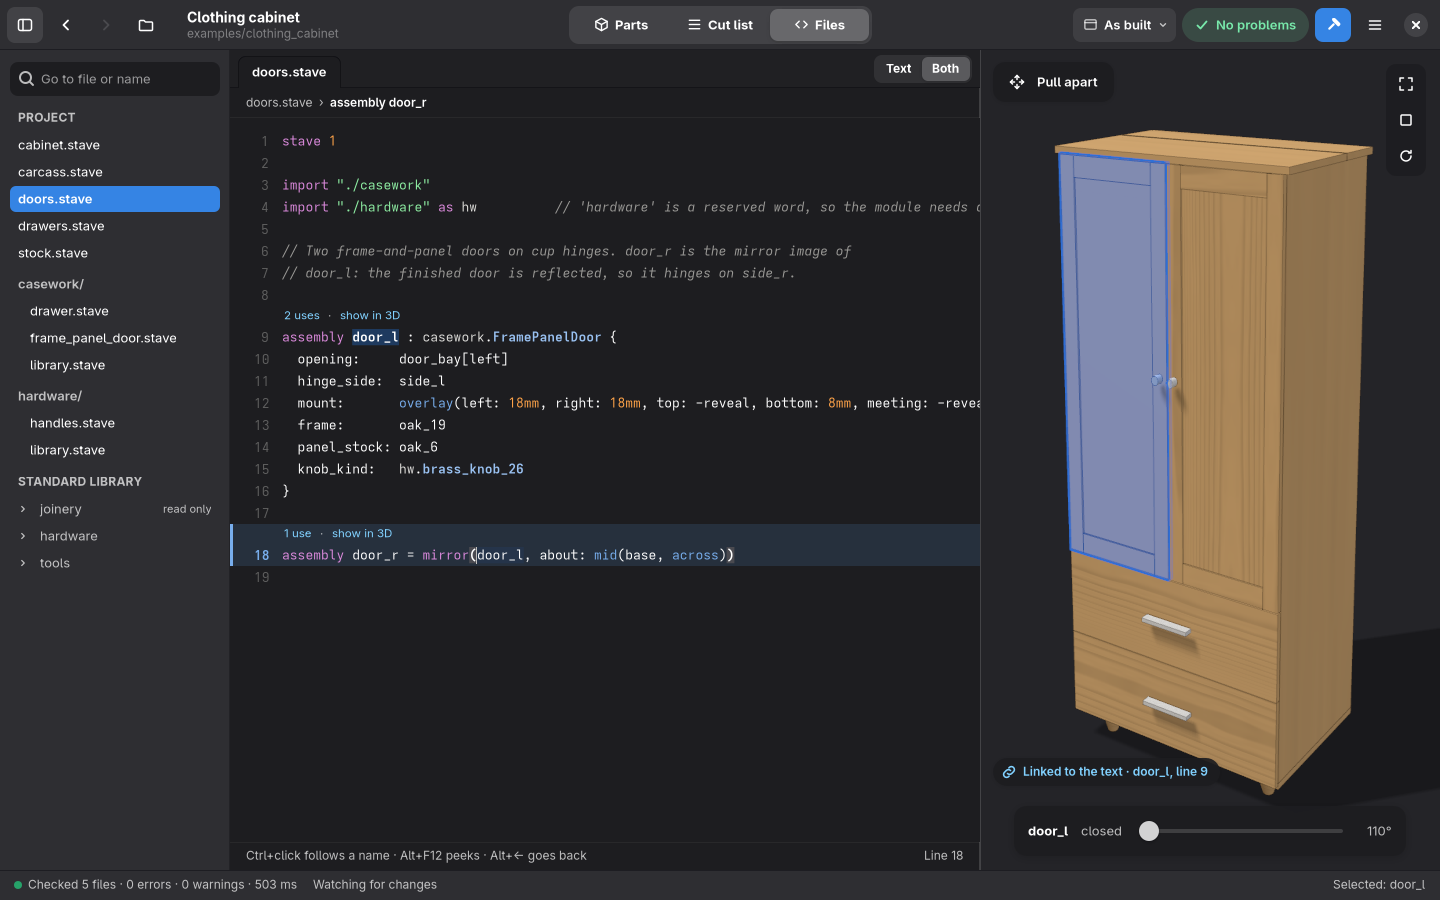 Clothing cabinet
examples/clothing_cabinet
Parts
Cut list
Files
As built
No problems
Go to file or name
PROJECT
cabinet.stave
carcass.stave
doors.stave
drawers.stave
stock.stave
casework/
drawer.stave
frame_panel_door.stave
library.stave
hardware/
handles.stave
library.stave
STANDARD LIBRARY
joinery read only
hardware
tools
doors.stave
Text Both
doors.stave › assembly door_r
1 stave 1
2
3 import "./casework"
4 import "./hardware" as hw // 'hardware' is a reserved word, so the module needs
5
6 // Two frame-and-panel doors on cup hinges. door_r is the mirror image of
7 // door_l: the finished door is reflected, so it hinges on side_r.
8
2 uses · show in 3D
9 assembly door_l : casework.FramePanelDoor {
10 opening: door_bay[left]
11 hinge_side: side_l
12 mount: overlay(left: 18mm, right: 18mm, top: -reveal, bottom: 8mm, meeting: -revea
13 frame: oak_19
14 panel_stock: oak_6
15 knob_kind: hw.brass_knob_26
16 }
17
1 use · show in 3D
18 assembly door_r = mirror(door_l, about: mid(base, across))
19
Ctrl+click follows a name · Alt+F12 peeks · Alt+← goes back
Line 18
Pull apart
Linked to the text · door_l, line 9
door_l closed 110°
Checked 5 files · 0 errors · 0 warnings · 503 ms
Watching for changes
Selected: door_l